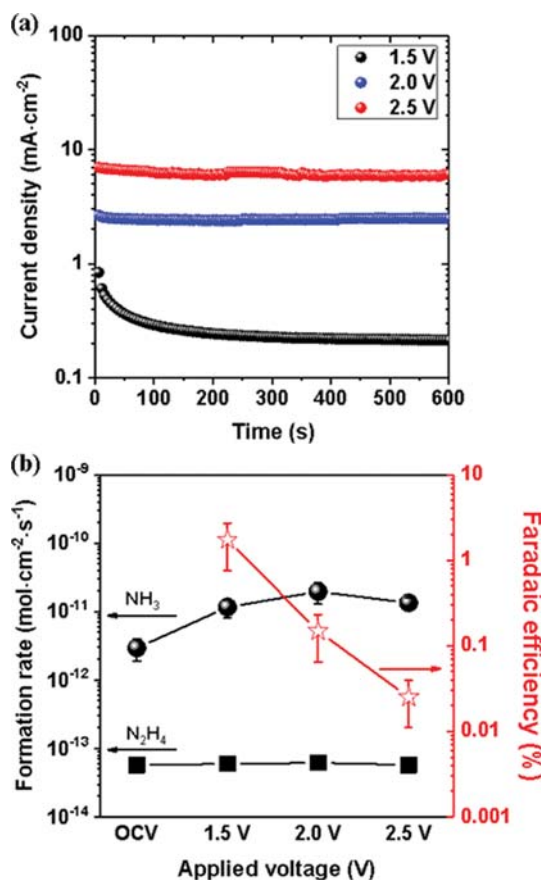 (a)
100
10
1
0.1
Current density (mA·cm⁻²)
1.5 V
2.0 V
2.5 V
0 100 200 300 400 500 600
Time (s)
(b)
10⁻⁹
10⁻¹⁰
10⁻¹¹
10⁻¹²
10⁻¹³
10⁻¹⁴
Formation rate (mol·cm⁻²·s⁻¹)
NH₃
N₂H₄
10
1
0.1
0.01
0.001
Faradaic efficiency (%)
OCV 1.5 V 2.0 V 2.5 V
Applied voltage (V)